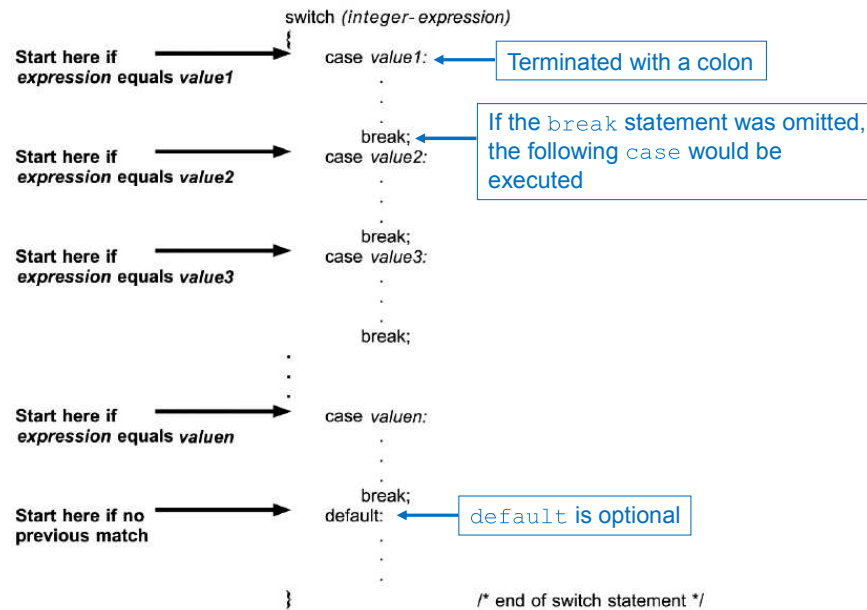 switch (integer-expression)
{
Start here if
expression equals value1
case value1:
Terminated with a colon
.
.
.
break;
If the break statement was omitted,
the following case would be
executed
Start here if
expression equals value2
case value2:
.
.
.
break;
Start here if
expression equals value3
case value3:
.
.
.
break;
.
.
.
Start here if
expression equals valuen
case valuen:
.
.
.
break;
Start here if no
previous match
default:
default is optional
.
.
.
} /* end of switch statement */